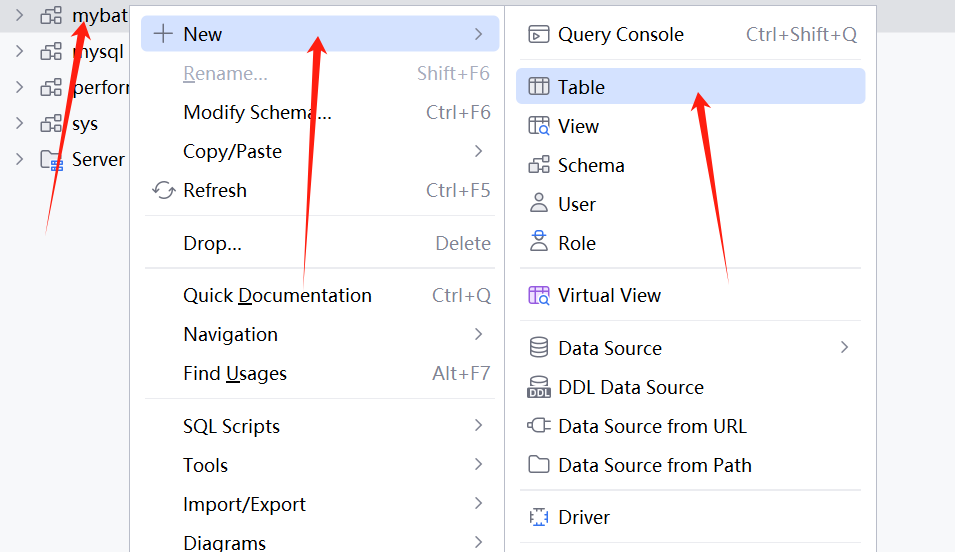 mybat
mysql
perform
sys
Server
New
Rename... Shift+F6
Modify Schema... Ctrl+F6
Copy/Paste
Refresh Ctrl+F5
Drop... Delete
Quick Documentation Ctrl+Q
Navigation
Find Usages Alt+F7
SQL Scripts
Tools
Import/Export
Diagrams
Query Console Ctrl+Shift+Q
Table
View
Schema
User
Role
Virtual View
Data Source
DDL Data Source
Data Source from URL
Data Source from Path
Driver